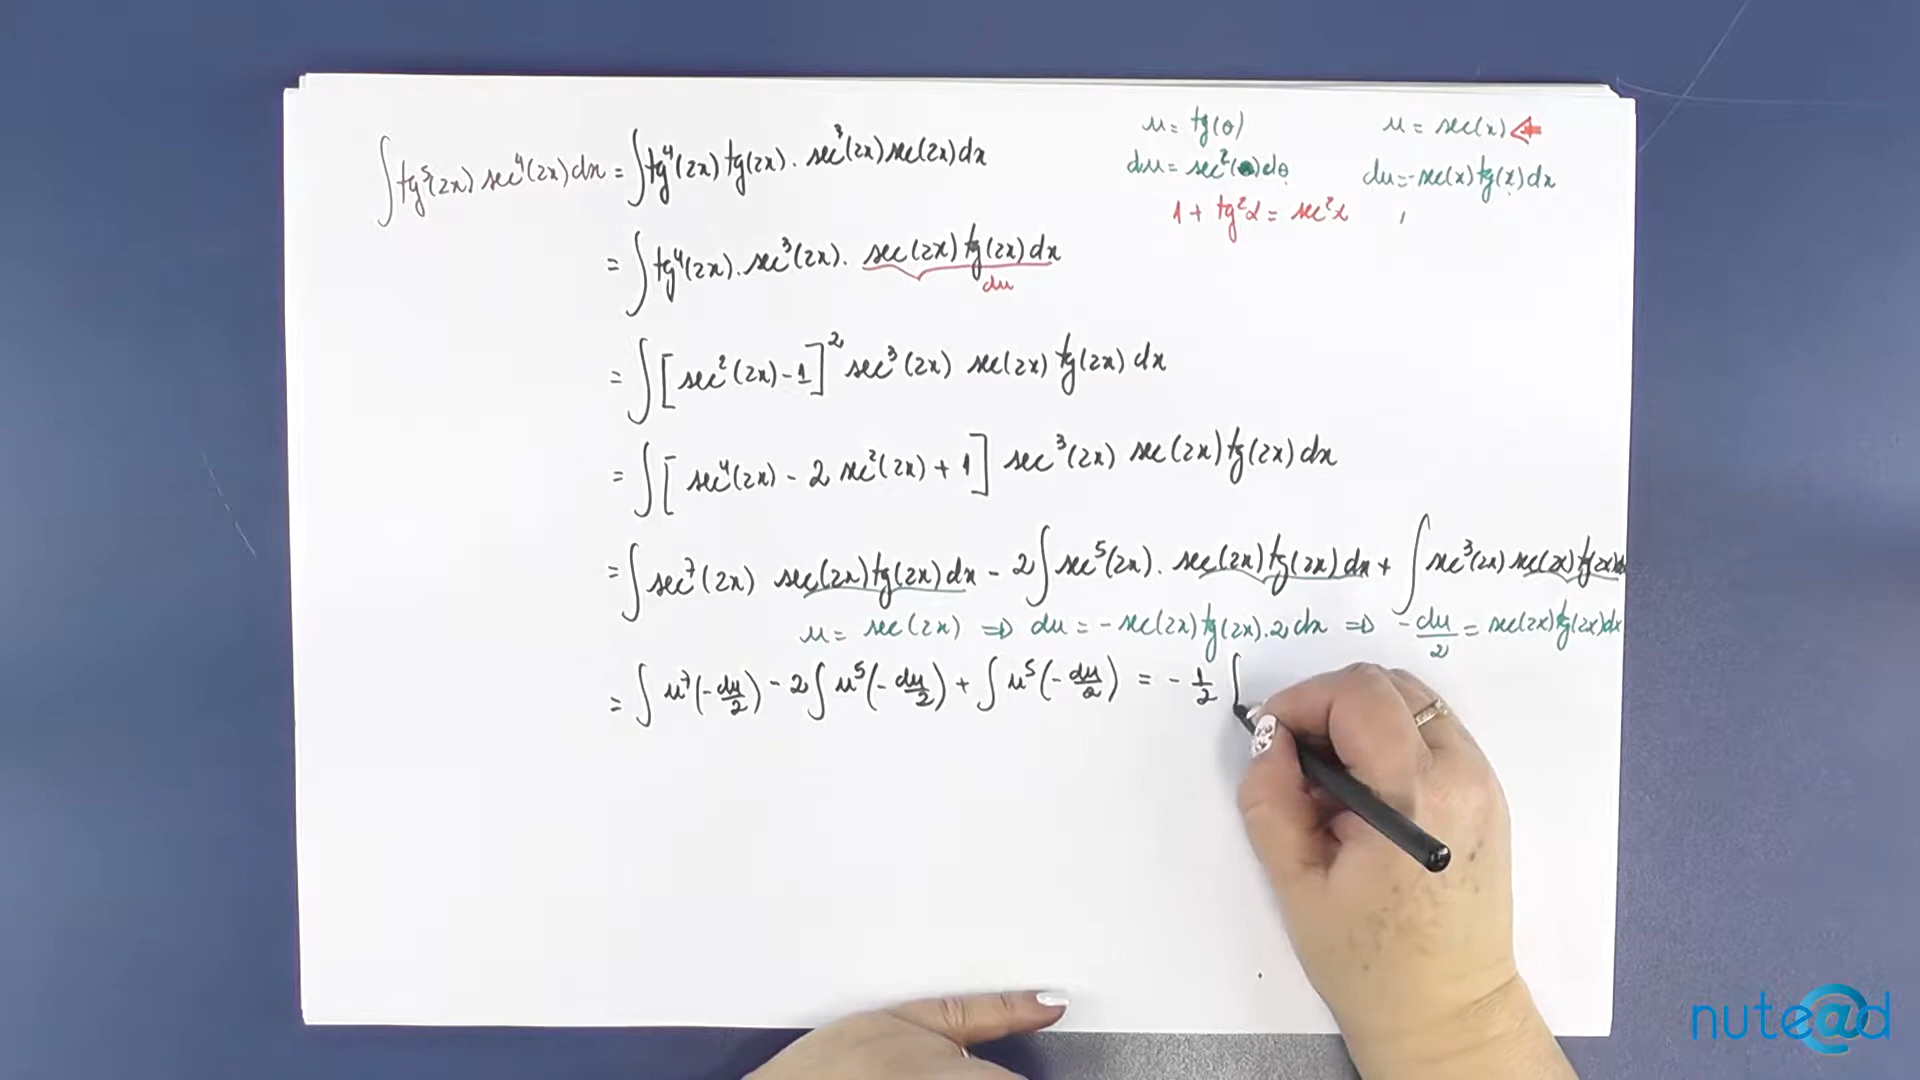 ∫tg⁵(2x) sec⁴(2x)dx = ∫tg⁴(2x) tg(2x) . sec³(2x) sec(2x) dx
u = tg(θ)
du = sec²( )dθ
1 + tg²x = sec²x
u = sec(x)
du = -sec(x) tg(x) dx
= ∫tg⁴(2x) . sec³(2x) . sec(2x) tg(2x) dx
du
= ∫[sec²(2x) - 1]² sec³(2x) sec(2x) tg(2x) dx
= ∫[sec⁴(2x) - 2 sec²(2x) + 1] sec³(2x) sec(2x) tg(2x) dx
= ∫sec⁷(2x) sec(2x) tg(2x) dx - 2∫sec⁵(2x) . sec(2x) tg(2x) dx + ∫sec³(2x) sec(2x) tg(2x)d
u = sec(2x) ⇒ du = -sec(2x) tg(2x) . 2 dx ⇒ -du/2 = sec(2x) tg(2x)dx
= ∫u⁷(-du/2) - 2∫u⁵(-du/2) + ∫u⁵(-du/2) = -1/2 ∫
nute@d